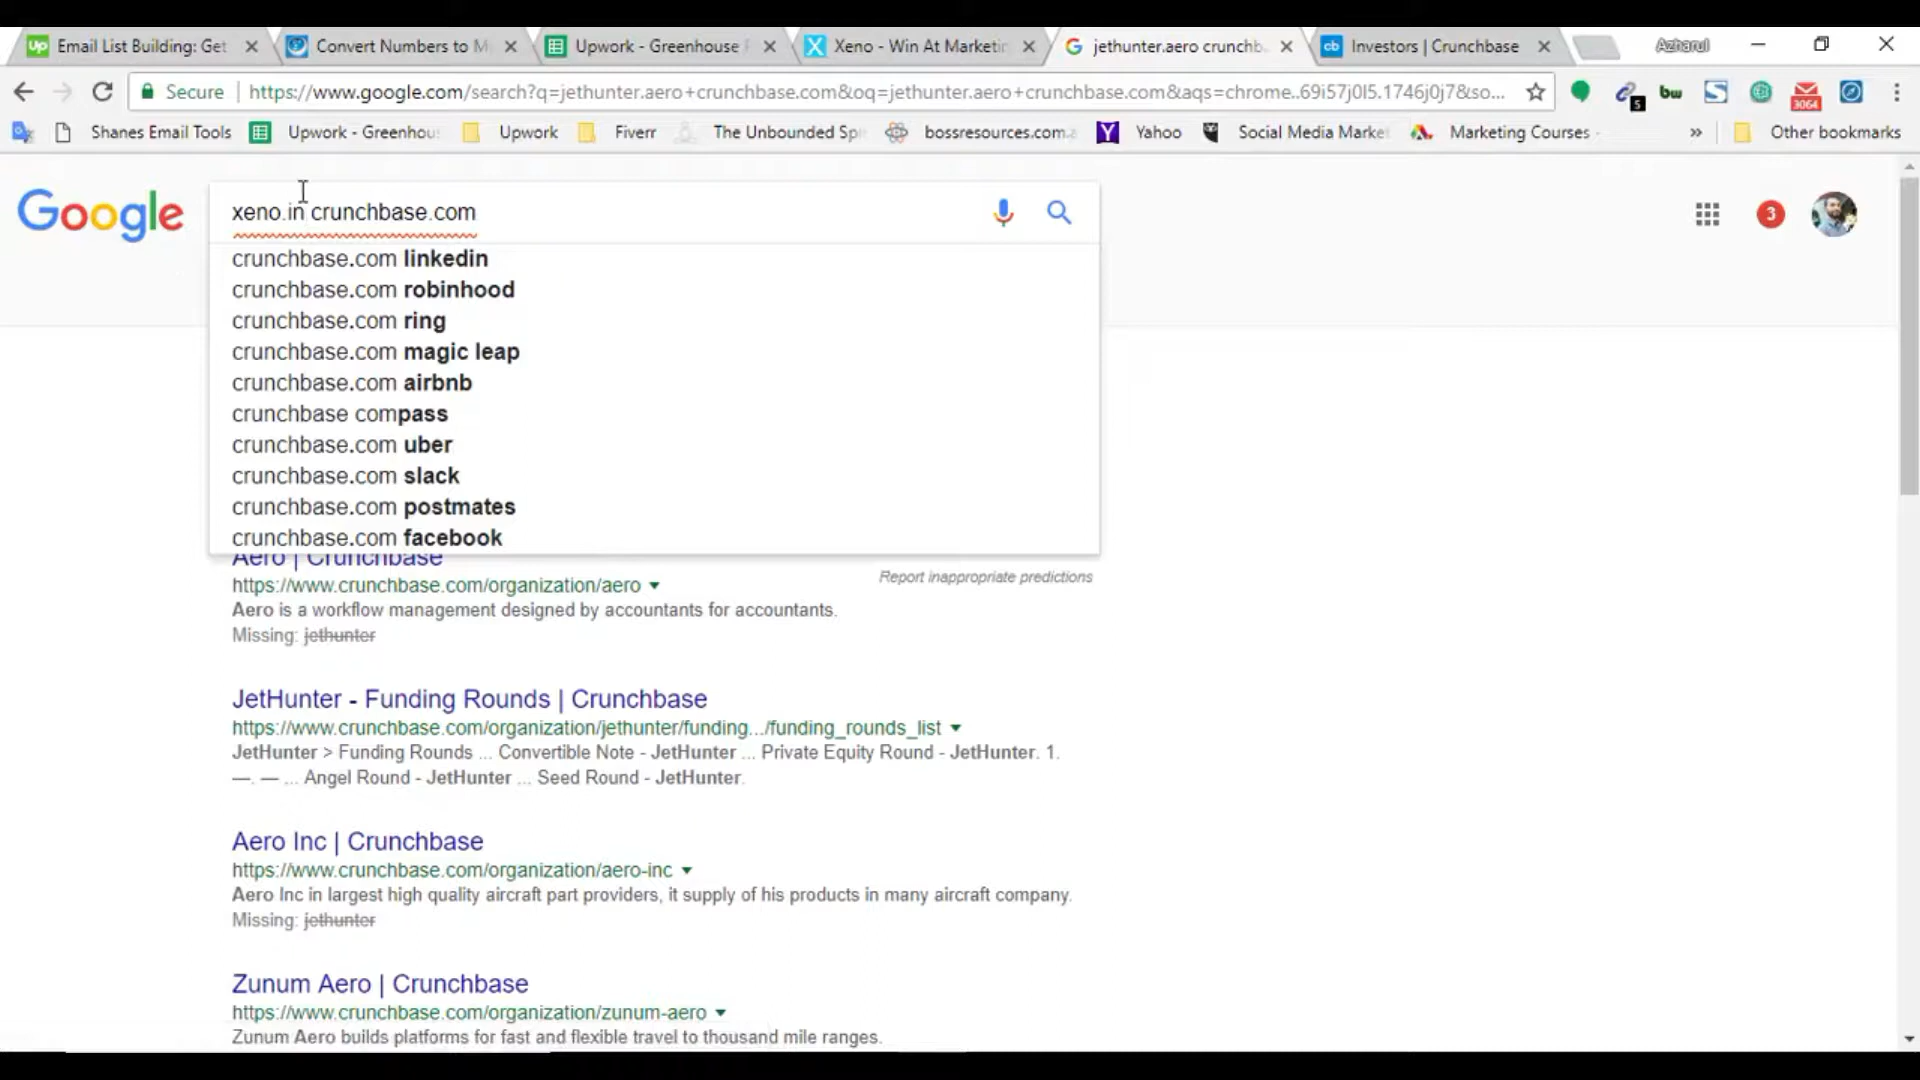 Email List Building: Get
Convert Numbers to M
Upwork - Greenhouse
Xeno - Win At Marketin
jethunter.aero crunchb
Investors | Crunchbase
Azharul
Secure
https://www.google.com/search?q=jethunter.aero+crunchbase.com&oq=jethunter.aero+crunchbase.com&aqs=chrome..69i57j0l5.1746j0j7&so...
5
bw
3064
Shanes Email Tools
Upwork - Greenhou
Upwork
Fiverr
The Unbounded Sp
bossresources.com
Yahoo
Social Media Market
Marketing Courses -
»
Other bookmarks
Google
xeno.in crunchbase.com
3
crunchbase.com linkedin
crunchbase.com robinhood
crunchbase.com ring
crunchbase.com magic leap
crunchbase.com airbnb
crunchbase compass
crunchbase.com uber
crunchbase.com slack
crunchbase.com postmates
crunchbase.com facebook
Aero | Crunchbase
Report inappropriate predictions
https://www.crunchbase.com/organization/aero
Aero is a workflow management designed by accountants for accountants.
Missing: jethunter
JetHunter - Funding Rounds | Crunchbase
https://www.crunchbase.com/organization/jethunter/funding.../funding_rounds_list
JetHunter > Funding Rounds ... Convertible Note - JetHunter ... Private Equity Round - JetHunter. 1.
—. — ... Angel Round - JetHunter ... Seed Round - JetHunter.
Aero Inc | Crunchbase
https://www.crunchbase.com/organization/aero-inc
Aero Inc in largest high quality aircraft part providers, it supply of his products in many aircraft company.
Missing: jethunter
Zunum Aero | Crunchbase
https://www.crunchbase.com/organization/zunum-aero
Zunum Aero builds platforms for fast and flexible travel to thousand mile ranges.